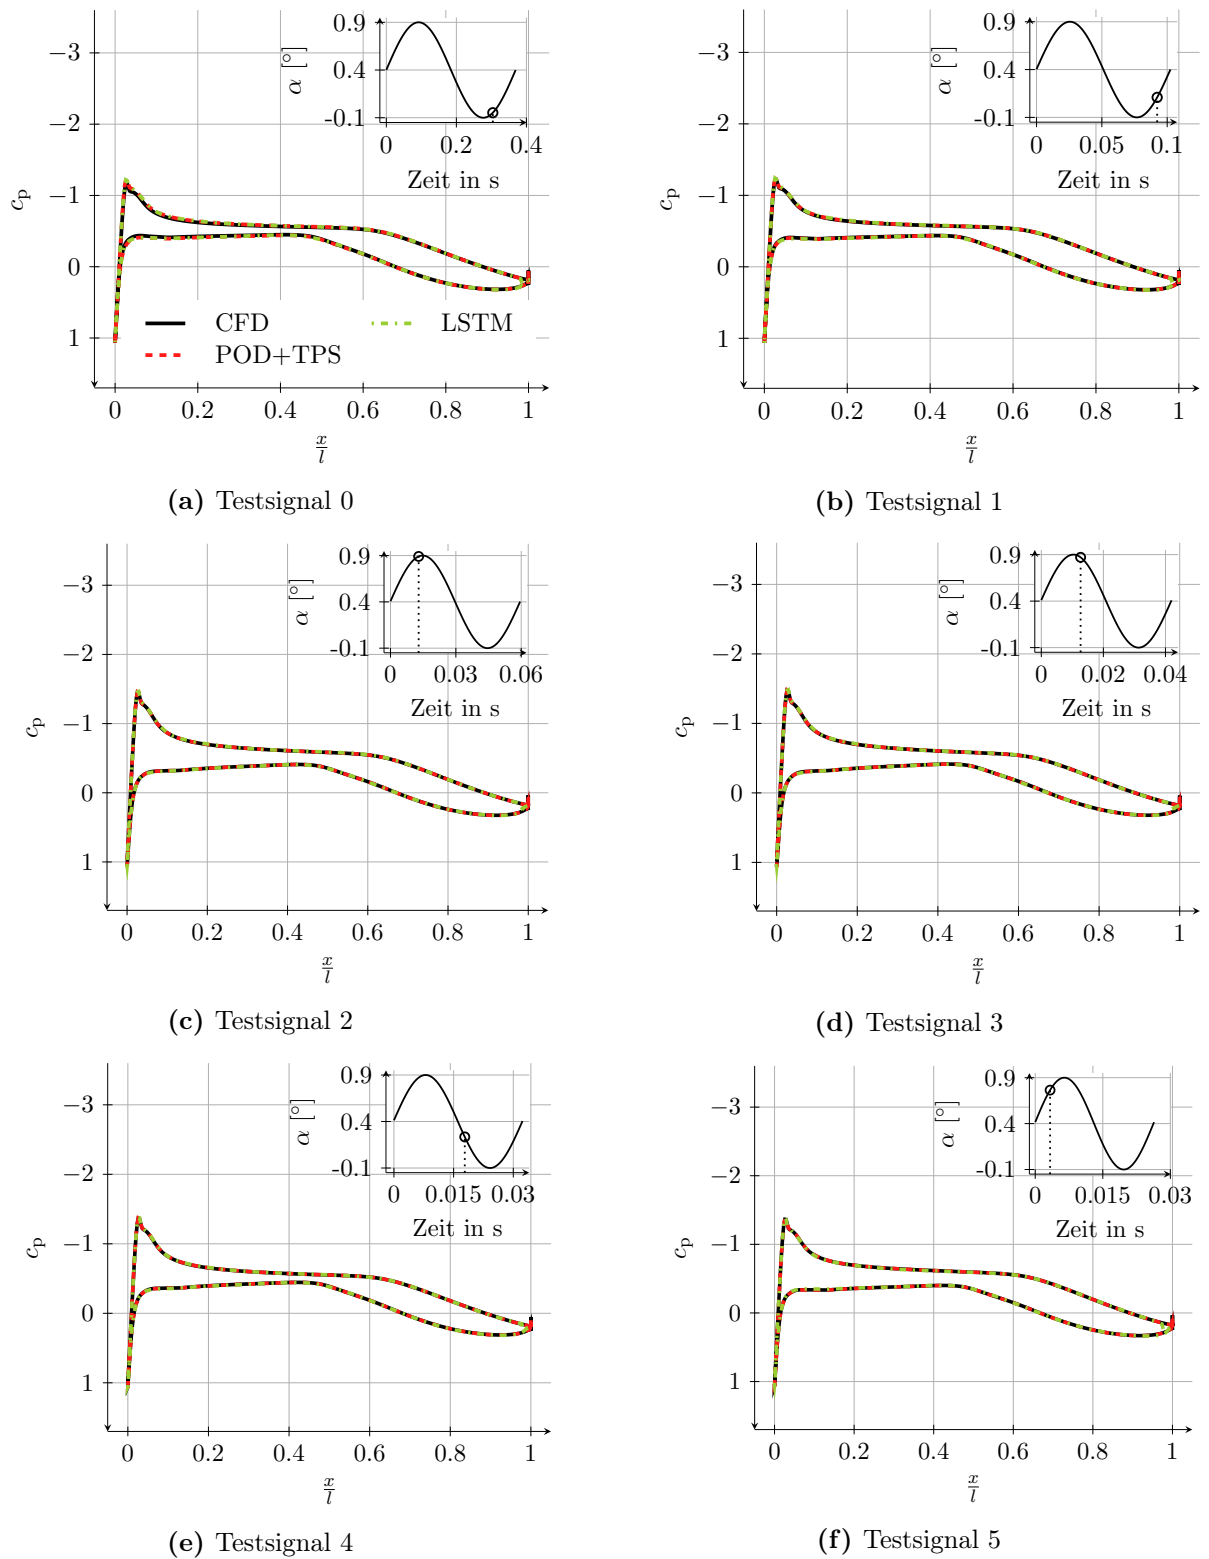 0.9
0.4
-0.1
α [°]
0 0.2 0.4
Zeit in s
−3
−2
−1
0
1
cp
CFD LSTM
POD+TPS
0 0.2 0.4 0.6 0.8 1
x/l
(a) Testsignal 0
0.9
0.4
-0.1
α [°]
0 0.05 0.1
Zeit in s
−3
−2
−1
0
1
cp
0 0.2 0.4 0.6 0.8 1
x/l
(b) Testsignal 1
0.9
0.4
-0.1
α [°]
0 0.03 0.06
Zeit in s
−3
−2
−1
0
1
cp
0 0.2 0.4 0.6 0.8 1
x/l
(c) Testsignal 2
0.9
0.4
-0.1
α [°]
0 0.02 0.04
Zeit in s
−3
−2
−1
0
1
cp
0 0.2 0.4 0.6 0.8 1
x/l
(d) Testsignal 3
0.9
0.4
-0.1
α [°]
0 0.015 0.03
Zeit in s
−3
−2
−1
0
1
cp
0 0.2 0.4 0.6 0.8 1
x/l
(e) Testsignal 4
0.9
0.4
-0.1
α [°]
0 0.015 0.03
Zeit in s
−3
−2
−1
0
1
cp
0 0.2 0.4 0.6 0.8 1
x/l
(f) Testsignal 5